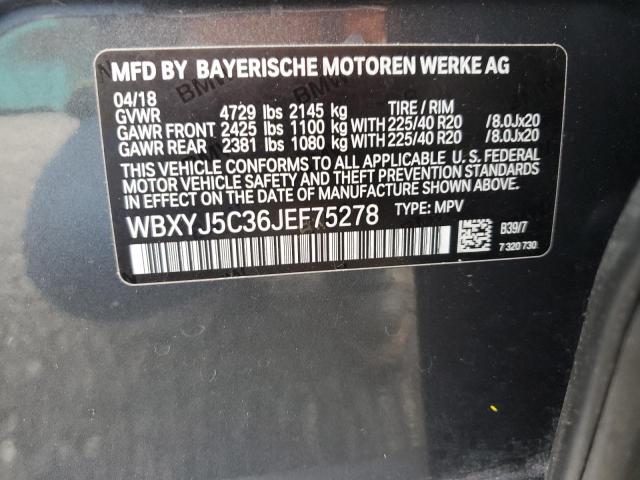 MFD BY BAYERISCHE MOTOREN WERKE AG
04/18
GVWR 4729 lbs 2145 kg TIRE / RIM
GAWR FRONT 2425 lbs 1100 kg WITH 225/40 R20 /8.0Jx20
GAWR REAR 2381 lbs 1080 kg WITH 225/40 R20 /8.0Jx20
THIS VEHICLE CONFORMS TO ALL APPLICABLE U. S. FEDERAL
MOTOR VEHICLE SAFETY AND THEFT PREVENTION STANDARDS
IN EFFECT ON THE DATE OF MANUFACTURE SHOWN ABOVE.
WBXYJ5C36JEF75278 TYPE: MPV
B39/7
7 320 730